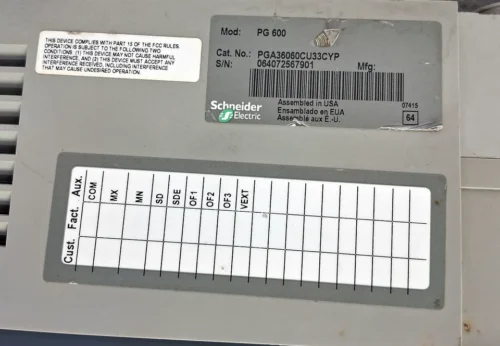 THIS DEVICE COMPLIES WITH PART 15 OF THE FCC RULES.
OPERATION IS SUBJECT TO THE FOLLOWING TWO
CONDITIONS: (1) THIS DEVICE MAY NOT CAUSE HARMFUL
INTERFERENCE, AND (2) THIS DEVICE MUST ACCEPT ANY
INTERFERENCE RECEIVED, INCLUDING INTERFERENCE
THAT MAY CAUSE UNDESIRED OPERATION.
Mod: PG 600
Cat. No.: PGA36060CU33CYP
S/N: 064072567901 Mfg:
Schneider
Electric
Assembled in USA
Ensamblado en EUA
Assemblé aux É.-U.
07415
64
Aux. COM MX MN SD SDE OF1 OF2 OF3 VEXT
Fact.
Cust.